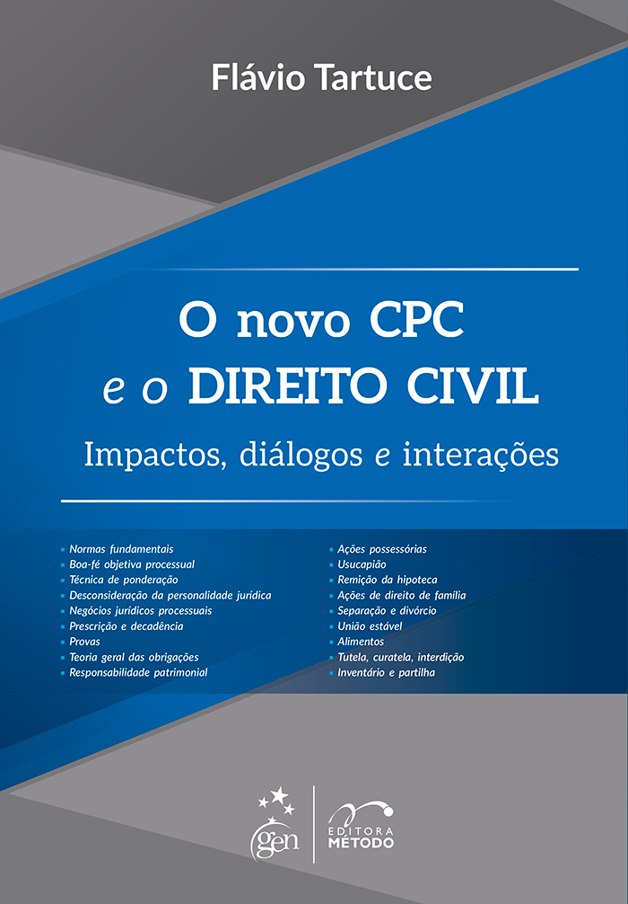 Flávio Tartuce
O novo CPC
e o DIREITO CIVIL
Impactos, diálogos e interações
▪ Normas fundamentais
▪ Boa-fé objetiva processual
▪ Técnica de ponderação
▪ Desconsideração da personalidade jurídica
▪ Negócios jurídicos processuais
▪ Prescrição e decadência
▪ Provas
▪ Teoria geral das obrigações
▪ Responsabilidade patrimonial
▪ Ações possessórias
▪ Usucapião
▪ Remição da hipoteca
▪ Ações de direito de família
▪ Separação e divórcio
▪ União estável
▪ Alimentos
▪ Tutela, curatela, interdição
▪ Inventário e partilha
gen
EDITORA
MÉTODO